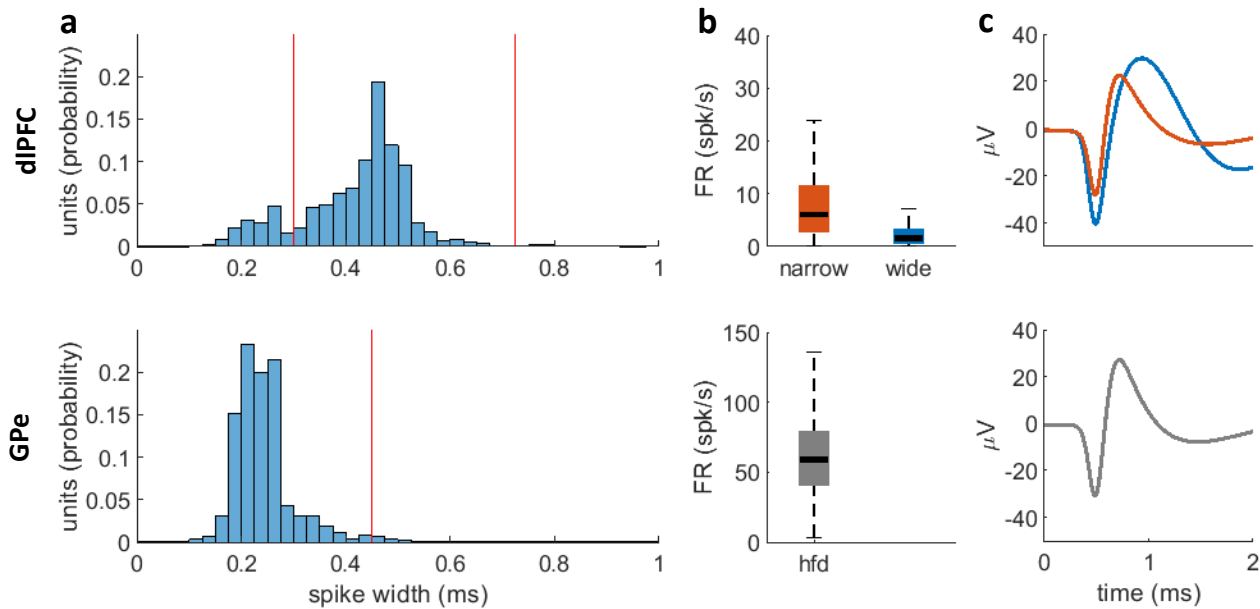 a
b
c
dlPFC
units (probability)
0.2
0.15
0.1
0.05
0
0 0.2 0.4 0.6 0.8 1
FR (spk/s)
40
30
20
10
0
narrow wide
μV
40
20
0
-20
-40
GPe
units (probability)
0.2
0.15
0.1
0.05
0
0 0.2 0.4 0.6 0.8 1
spike width (ms)
FR (spk/s)
150
100
50
0
hfd
μV
40
20
0
-20
-40
0 1 2
time (ms)